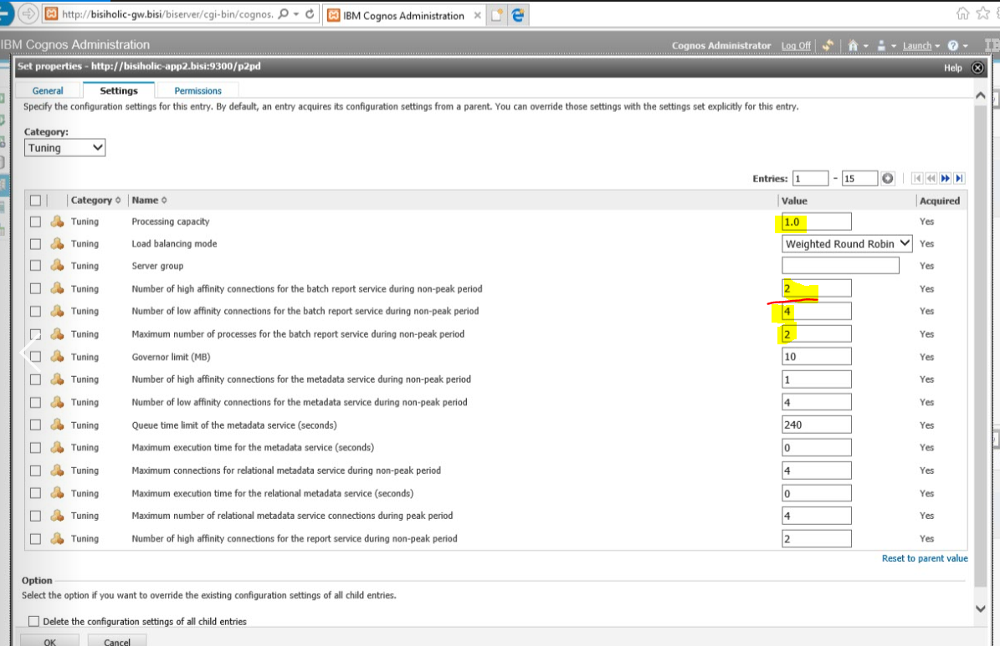 http://bisiholic-gw.bisi/biserver/cgi-bin/cognos.
IBM Cognos Administration
IBM Cognos Administration
Cognos Administrator Log Off Launch
Set properties - http://bisiholic-app2.bisi:9300/p2pd Help
General Settings Permissions
Specify the configuration settings for this entry. By default, an entry acquires its configuration settings from a parent. You can override those settings with the settings set explicitly for this entry.
Category:
Tuning
Entries: 1 - 15
Category Name Value Acquired
Tuning Processing capacity 1.0 Yes
Tuning Load balancing mode Weighted Round Robin Yes
Tuning Server group Yes
Tuning Number of high affinity connections for the batch report service during non-peak period 2 Yes
Tuning Number of low affinity connections for the batch report service during non-peak period 4 Yes
Tuning Maximum number of processes for the batch report service during non-peak period 2 Yes
Tuning Governor limit (MB) 10 Yes
Tuning Number of high affinity connections for the metadata service during non-peak period 1 Yes
Tuning Number of low affinity connections for the metadata service during non-peak period 4 Yes
Tuning Queue time limit of the metadata service (seconds) 240 Yes
Tuning Maximum execution time for the metadata service (seconds) 0 Yes
Tuning Maximum connections for relational metadata service during non-peak period 4 Yes
Tuning Maximum execution time for the relational metadata service (seconds) 0 Yes
Tuning Maximum number of relational metadata service connections during peak period 4 Yes
Tuning Number of high affinity connections for the report service during non-peak period 2 Yes
Reset to parent value
Option
Select the option if you want to override the existing configuration settings of all child entries.
Delete the configuration settings of all child entries
OK Cancel